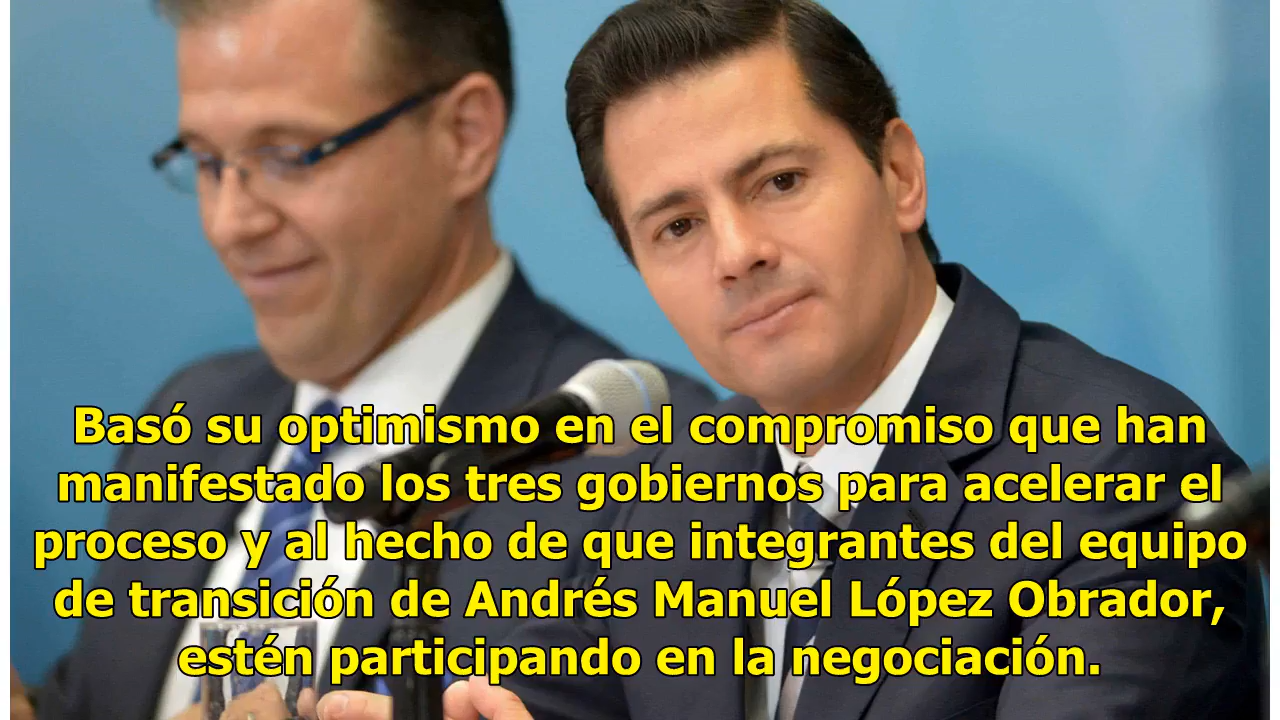 Basó su optimismo en el compromiso que han
manifestado los tres gobiernos para acelerar el
proceso y al hecho de que integrantes del equipo
de transición de Andrés Manuel López Obrador,
estén participando en la negociación.